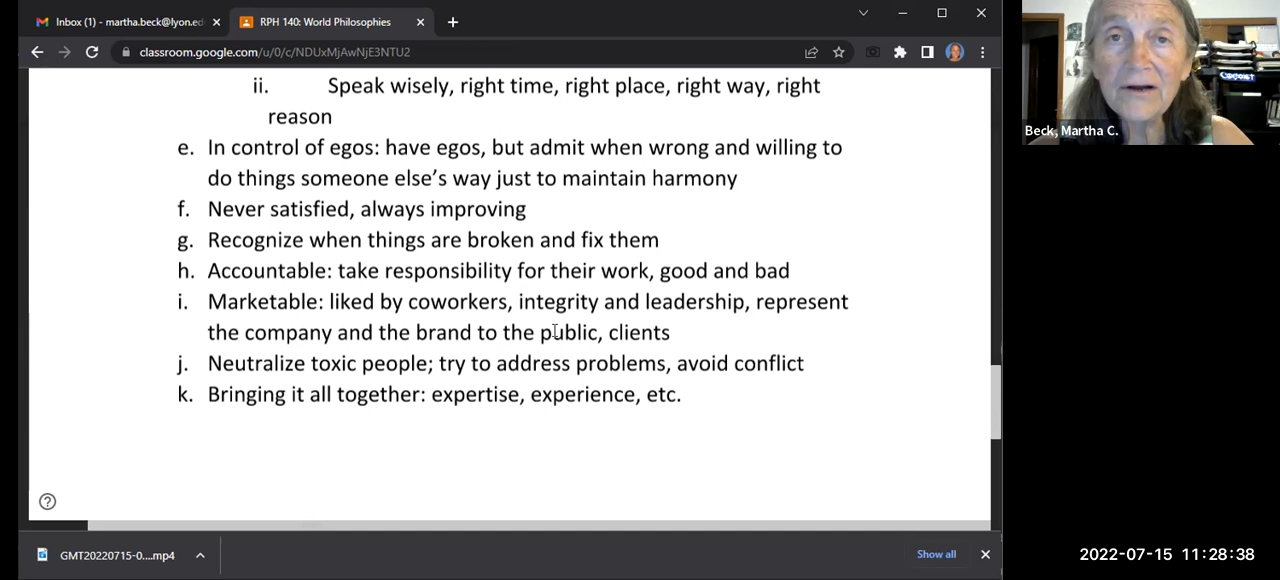 Inbox (1) - martha.beck@lyon.ed
RPH 140: World Philosophies
classroom.google.com/u/0/c/NDUxMjAwNjE3NTU2
ii. Speak wisely, right time, right place, right way, right
reason
e. In control of egos: have egos, but admit when wrong and willing to
do things someone else's way just to maintain harmony
f. Never satisfied, always improving
g. Recognize when things are broken and fix them
h. Accountable: take responsibility for their work, good and bad
i. Marketable: liked by coworkers, integrity and leadership, represent
the company and the brand to the public, clients
j. Neutralize toxic people; try to address problems, avoid conflict
k. Bringing it all together: expertise, experience, etc.
GMT20220715-0....mp4
Show all
Beck, Martha C.
2022-07-15 11:28:38